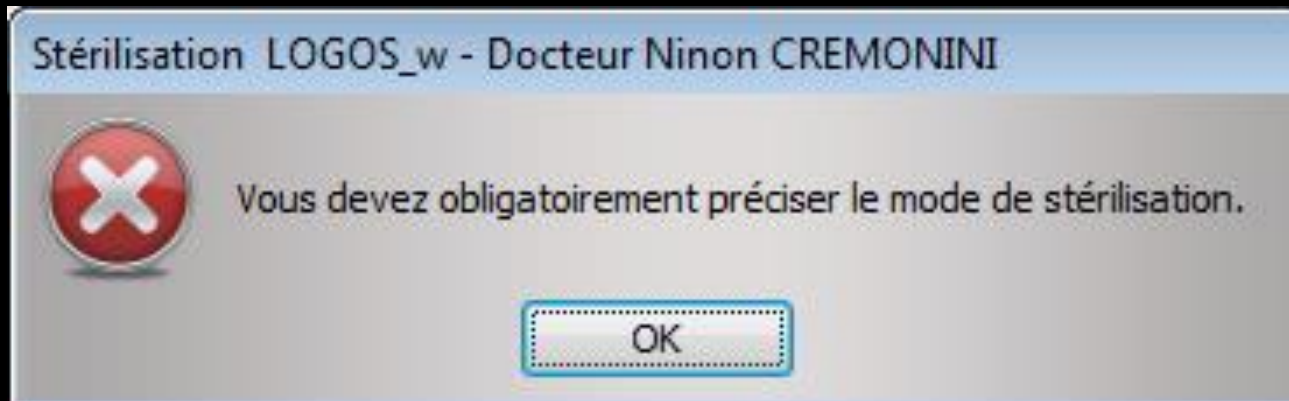 Stérilisation LOGOS_w - Docteur Ninon CREMONINI
Vous devez obligatoirement préciser le mode de stérilisation.
OK